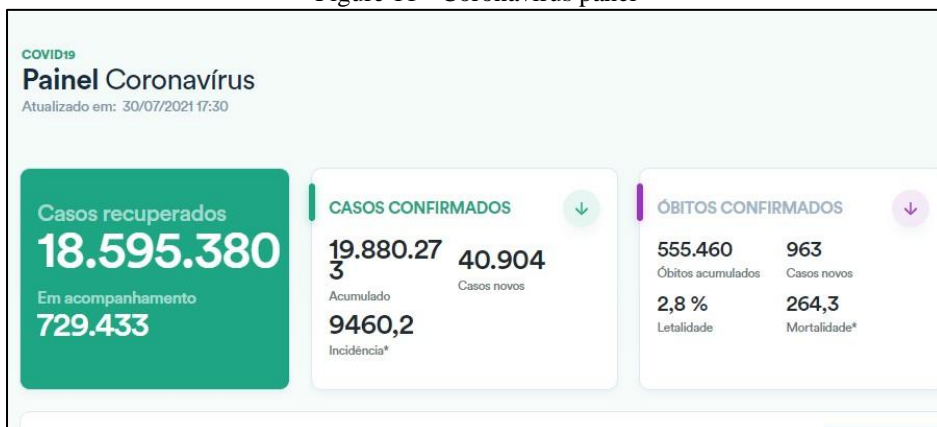 Figure 11 - Coronavirus panel
COVID19
Painel Coronavírus
Atualizado em: 30/07/2021 17:30
Casos recuperados
18.595.380
Em acompanhamento
729.433
CASOS CONFIRMADOS
19.880.27
3
Acumulado
40.904
Casos novos
9460,2
Incidência*
ÓBITOS CONFIRMADOS
555.460
Óbitos acumulados
963
Casos novos
2,8 %
Letalidade
264,3
Mortalidade*